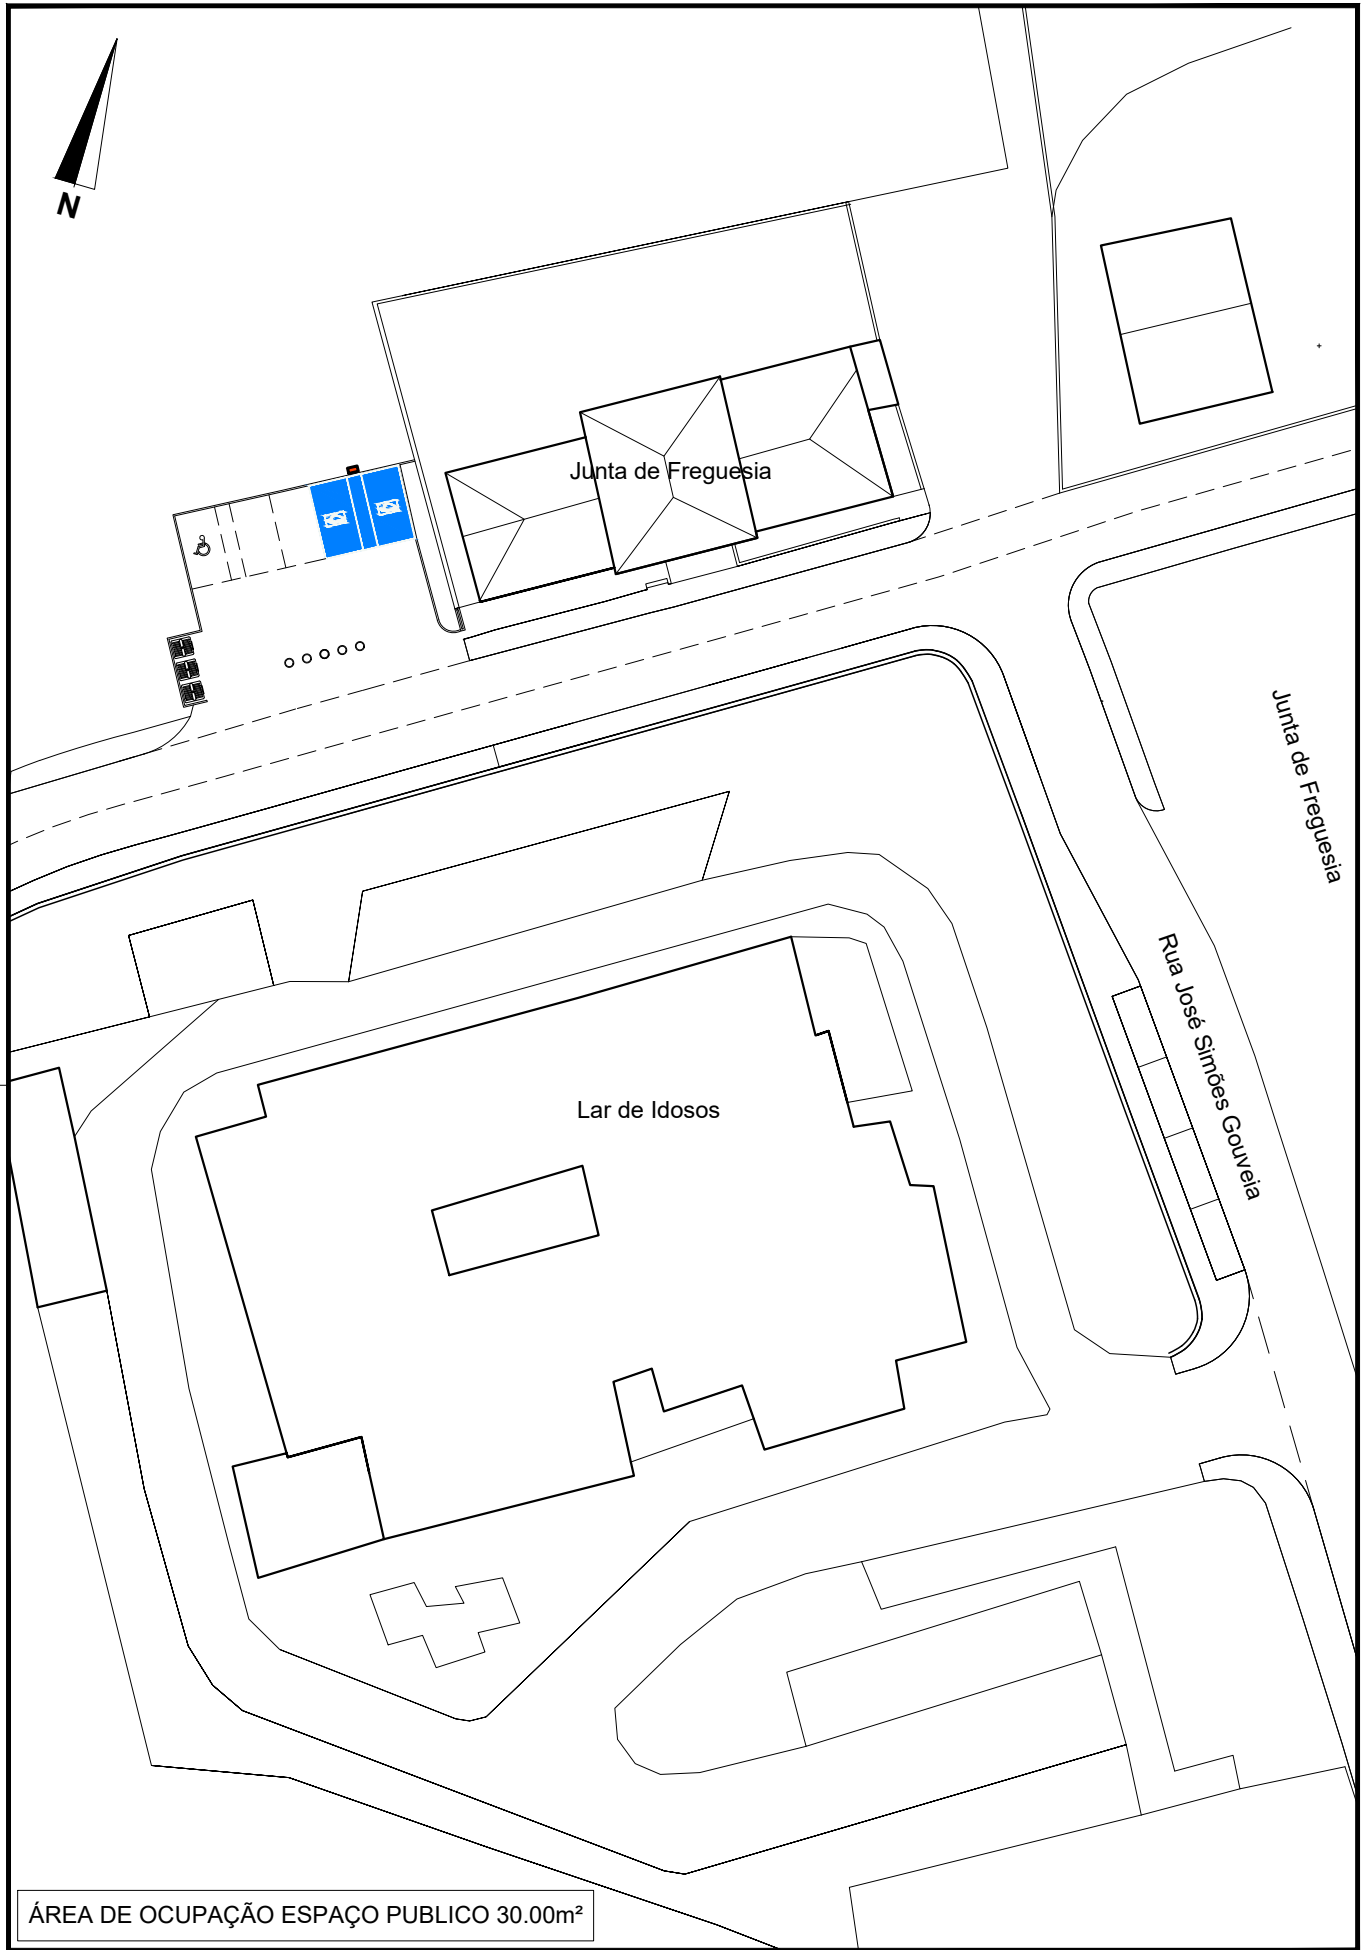 N
Junta de Freguesia
Junta de Freguesia
Rua José Simões Gouveia
Lar de Idosos
ÁREA DE OCUPAÇÃO ESPAÇO PUBLICO 30.00m²